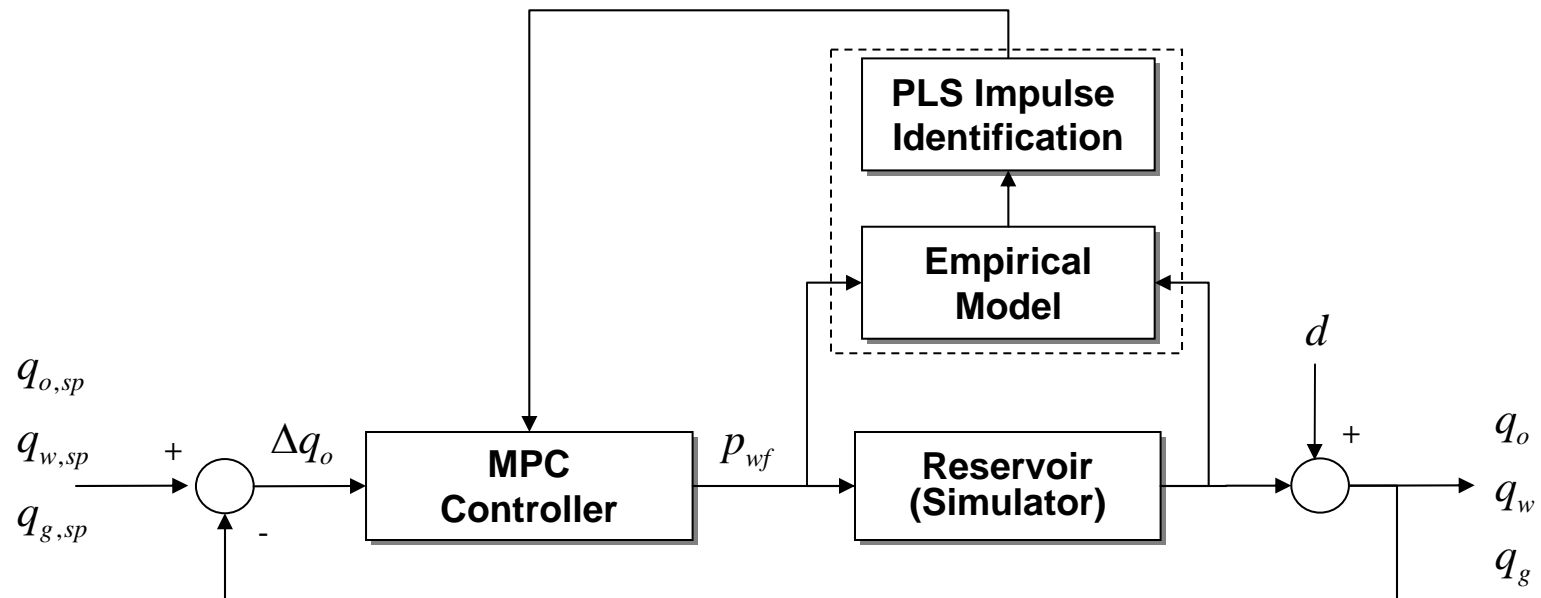 PLS Impulse
Identification
Empirical
Model
d
q_{o,sp}
q_{w,sp}
q_{g,sp}
+
-
Δq_o
MPC
Controller
p_{wf}
Reservoir
(Simulator)
+
q_o
q_w
q_g